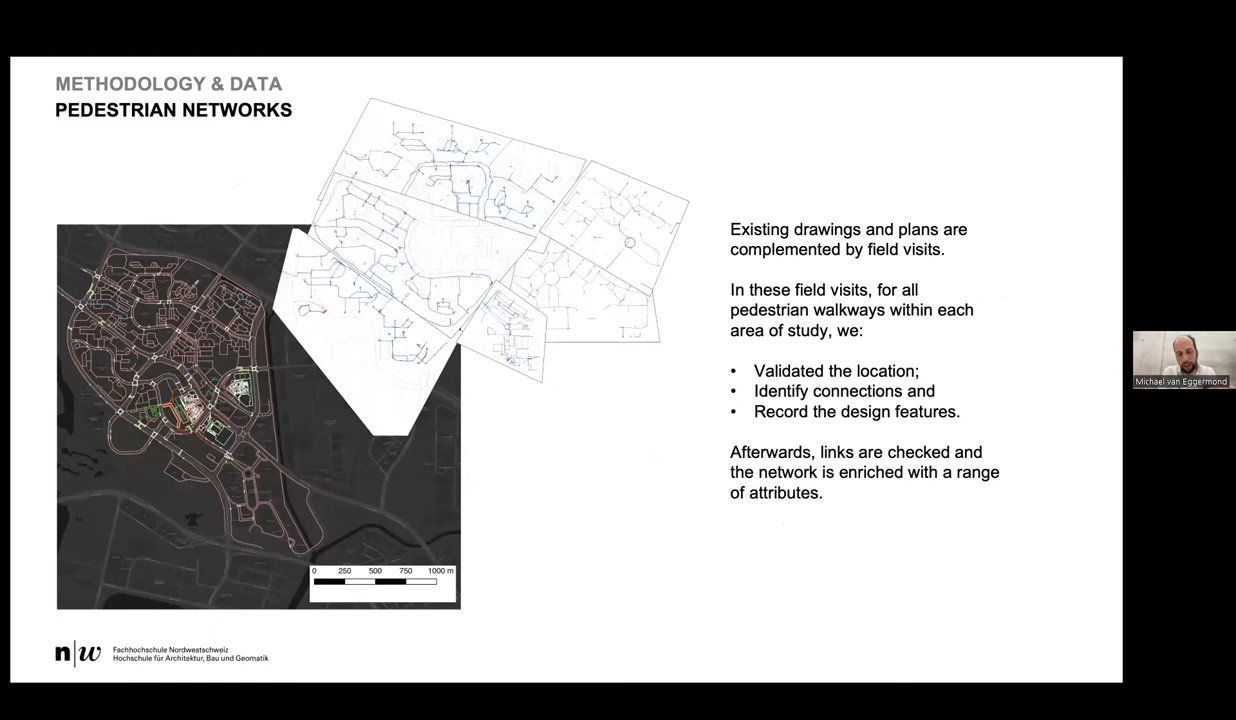 METHODOLOGY & DATA
PEDESTRIAN NETWORKS
Existing drawings and plans are
complemented by field visits.
In these field visits, for all
pedestrian walkways within each
area of study, we:
• Validated the location;
• Identify connections and
• Record the design features.
Afterwards, links are checked and
the network is enriched with a range
of attributes.
0 250 500 750 1000 m
Michael van Eggermond
n|w
Fachhochschule Nordwestschweiz
Hochschule für Architektur, Bau und Geomatik